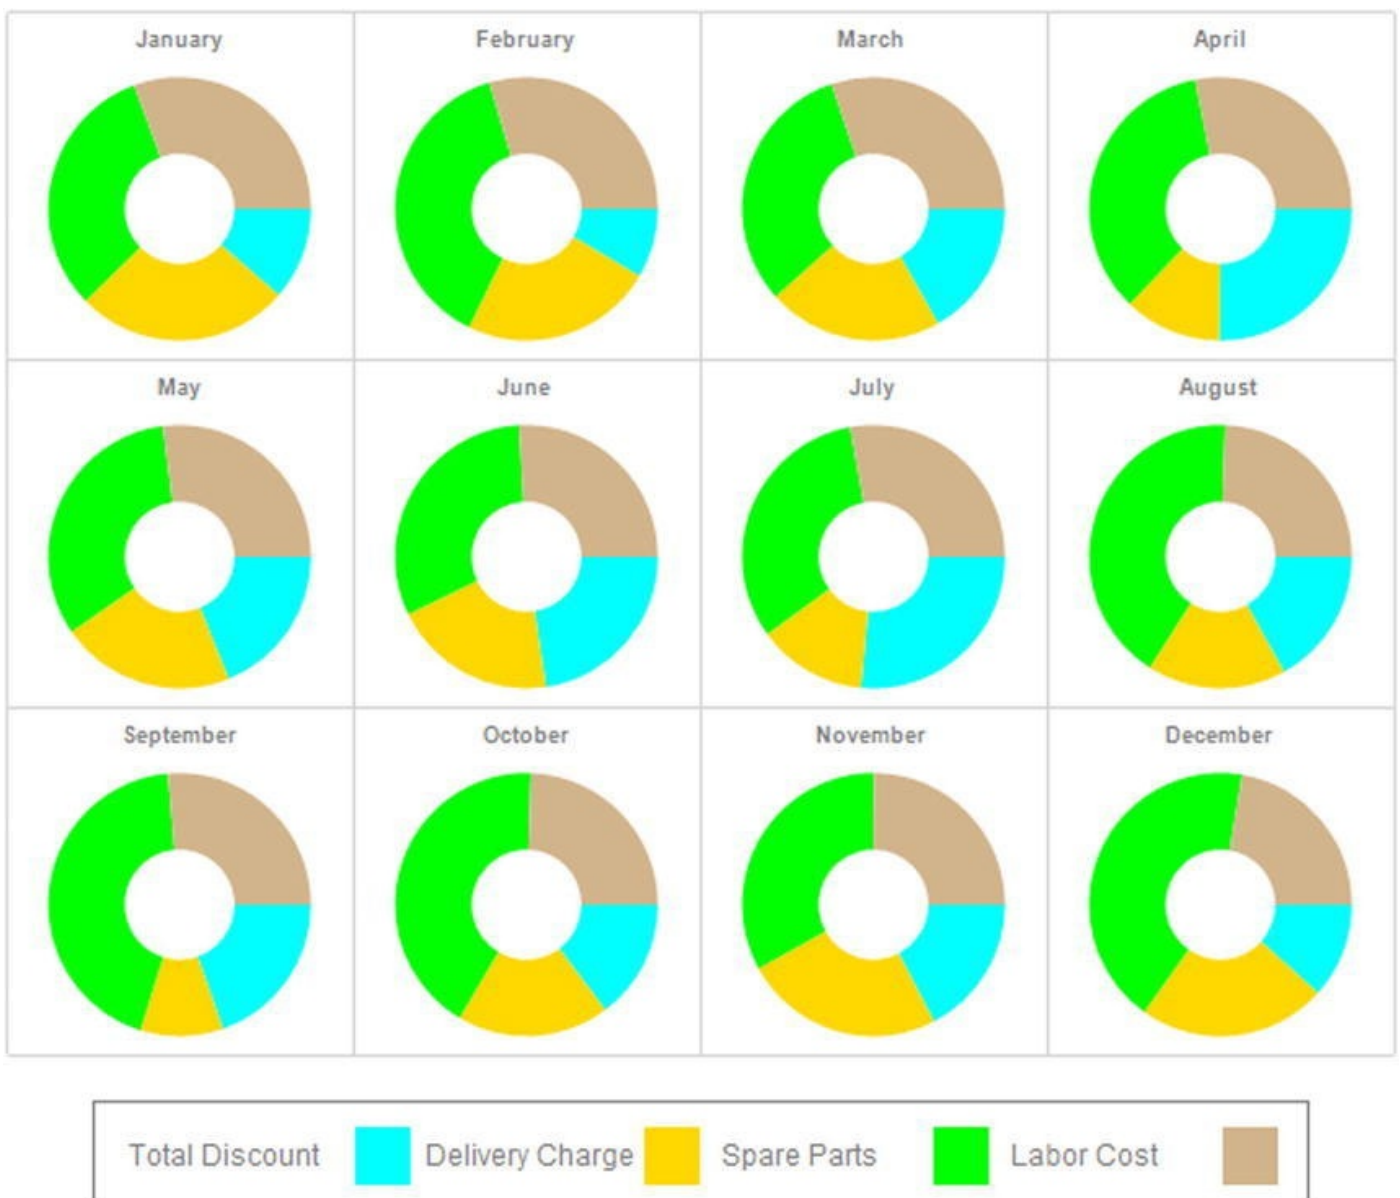 January
February
March
April
May
June
July
August
September
October
November
December
Total Discount
Delivery Charge
Spare Parts
Labor Cost